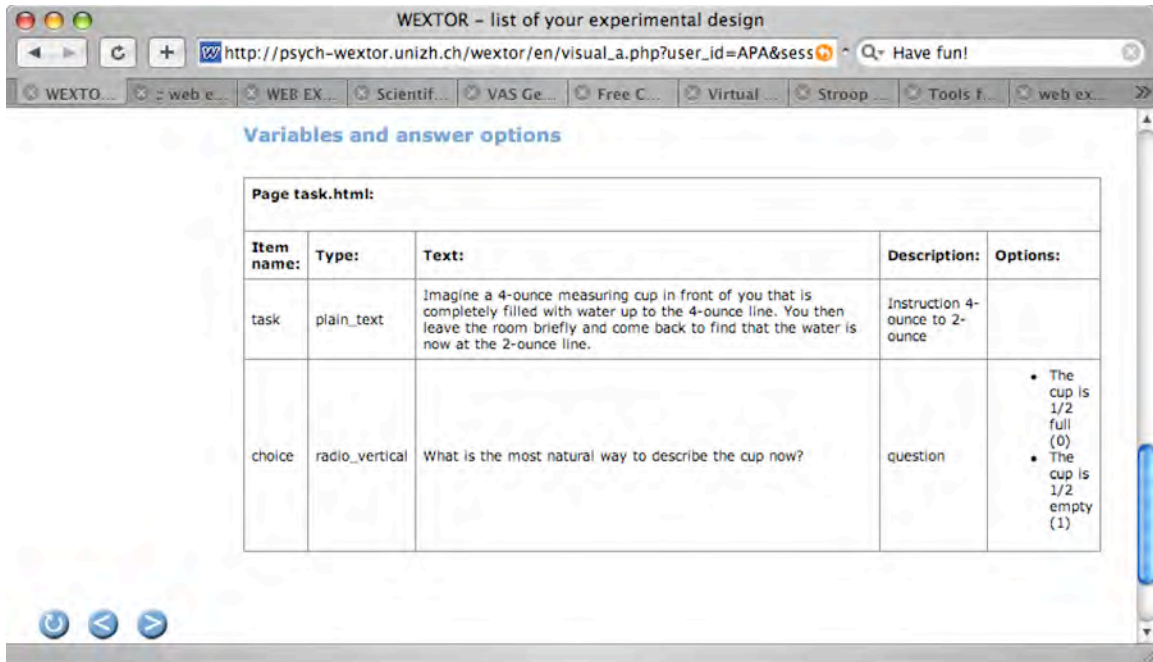 WEXTOR – list of your experimental design
http://psych-wextor.unizh.ch/wextor/en/visual_a.php?user_id=APA&sess
Have fun!
WEXTO...
:: web e...
WEB EX...
Scientif...
VAS Ge...
Free C...
Virtual ...
Stroop ...
Tools f...
web ex...
Variables and answer options
Page task.html:
Item
name:
Type:
Text:
Description:
Options:
task
plain_text
Imagine a 4-ounce measuring cup in front of you that is
completely filled with water up to the 4-ounce line. You then
leave the room briefly and come back to find that the water is
now at the 2-ounce line.
Instruction 4-
ounce to 2-
ounce
choice
radio_vertical
What is the most natural way to describe the cup now?
question
• The
cup is
1/2
full
(0)
• The
cup is
1/2
empty
(1)